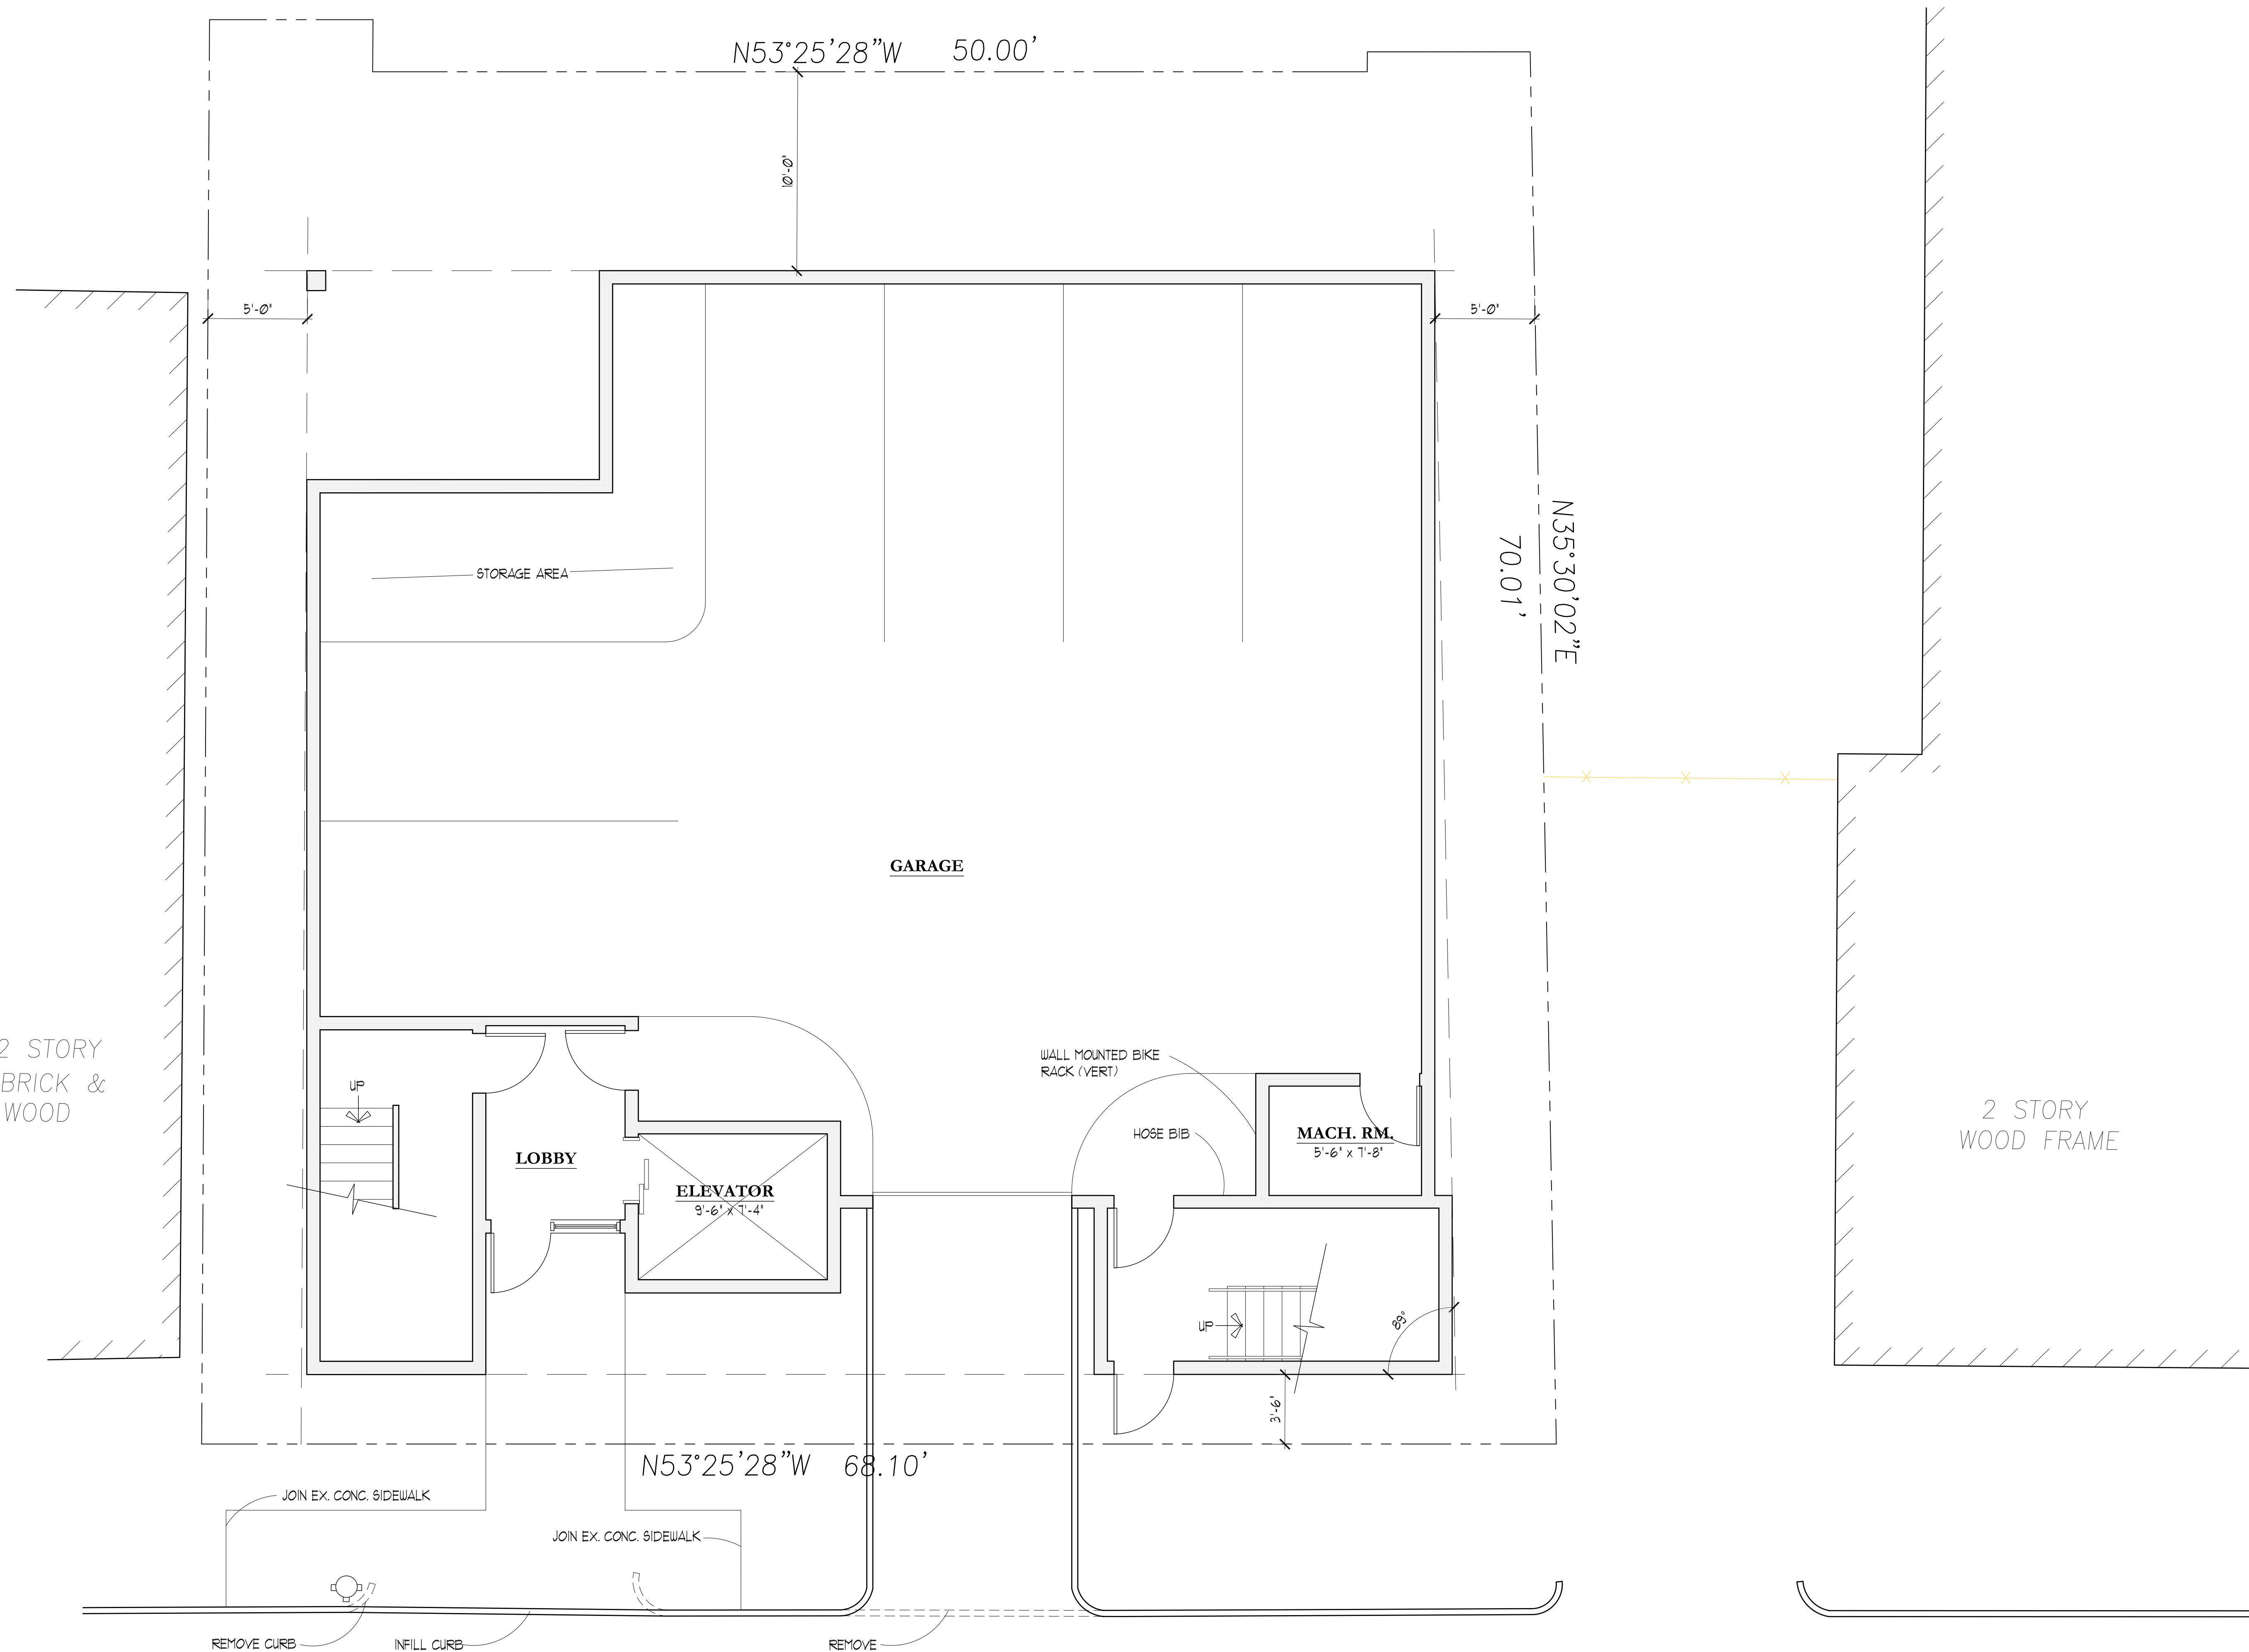 N53°25'28"W 50.00'
10'-0"
5'-0"
5'-0"
N35°30'02"E
70.01'
STORAGE AREA
GARAGE
2 STORY
BRICK &
WOOD
UP
WALL MOUNTED BIKE
RACK (VERT)
HOSE BIB
MACH. RM.
5'-6" x 7'-8"
LOBBY
ELEVATOR
9'-6" x 7'-4"
2 STORY
WOOD FRAME
UP
89°
3'-6"
N53°25'28"W 68.10'
JOIN EX. CONC. SIDEWALK
JOIN EX. CONC. SIDEWALK
REMOVE CURB
INFILL CURB
REMOVE